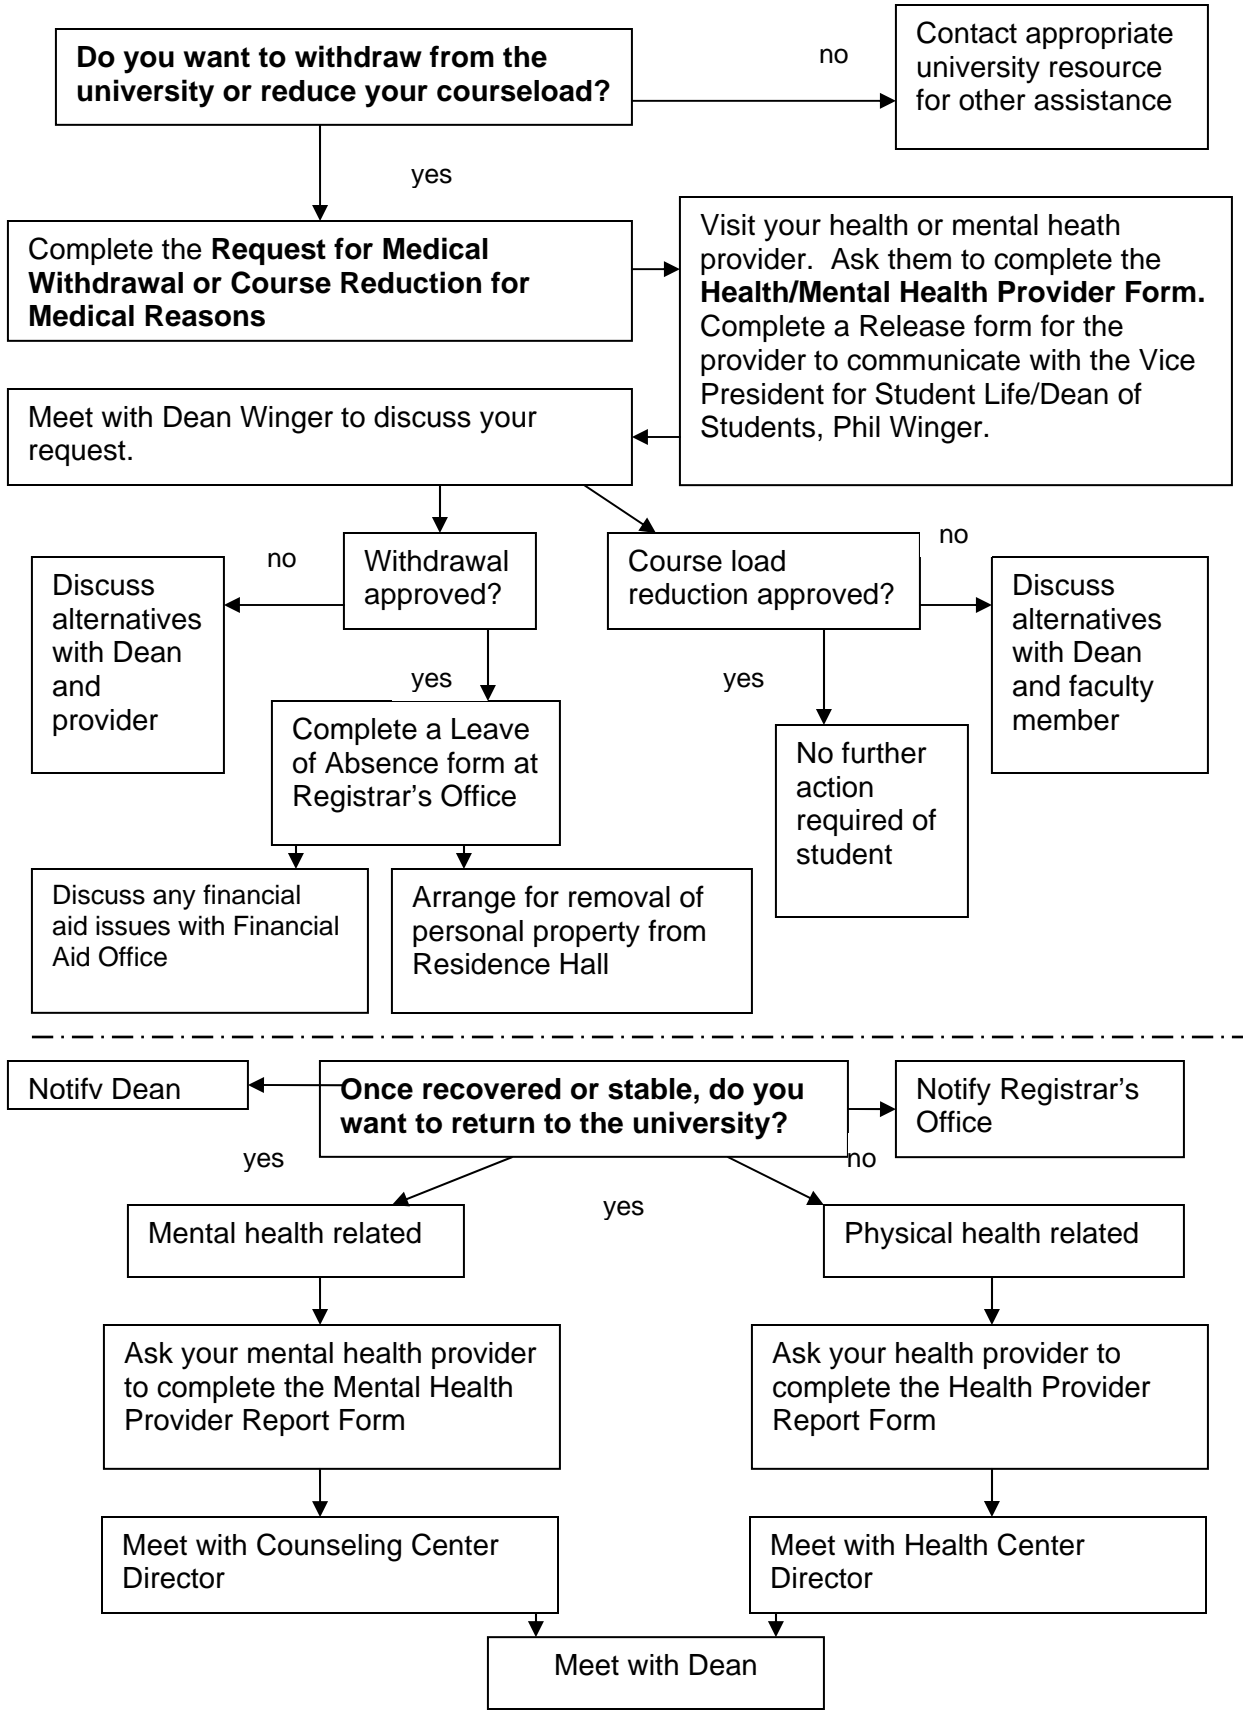 Do you want to withdraw from the
university or reduce your courseload?
no
Contact appropriate
university resource
for other assistance
yes
Complete the Request for Medical
Withdrawal or Course Reduction for
Medical Reasons
Visit your health or mental heath
provider. Ask them to complete the
Health/Mental Health Provider Form.
Complete a Release form for the
provider to communicate with the Vice
President for Student Life/Dean of
Students, Phil Winger.
Meet with Dean Winger to discuss your
request.
no
Withdrawal
approved?
Course load
reduction approved?
no
Discuss
alternatives
with Dean
and
provider
Discuss
alternatives
with Dean
and faculty
member
yes
yes
Complete a Leave
of Absence form at
Registrar’s Office
No further
action
required of
student
Discuss any financial
aid issues with Financial
Aid Office
Arrange for removal of
personal property from
Residence Hall
Notify Dean
Once recovered or stable, do you
want to return to the university?
Notify Registrar’s
Office
yes
no
yes
Mental health related
Physical health related
Ask your mental health provider
to complete the Mental Health
Provider Report Form
Ask your health provider to
complete the Health Provider
Report Form
Meet with Counseling Center
Director
Meet with Health Center
Director
Meet with Dean